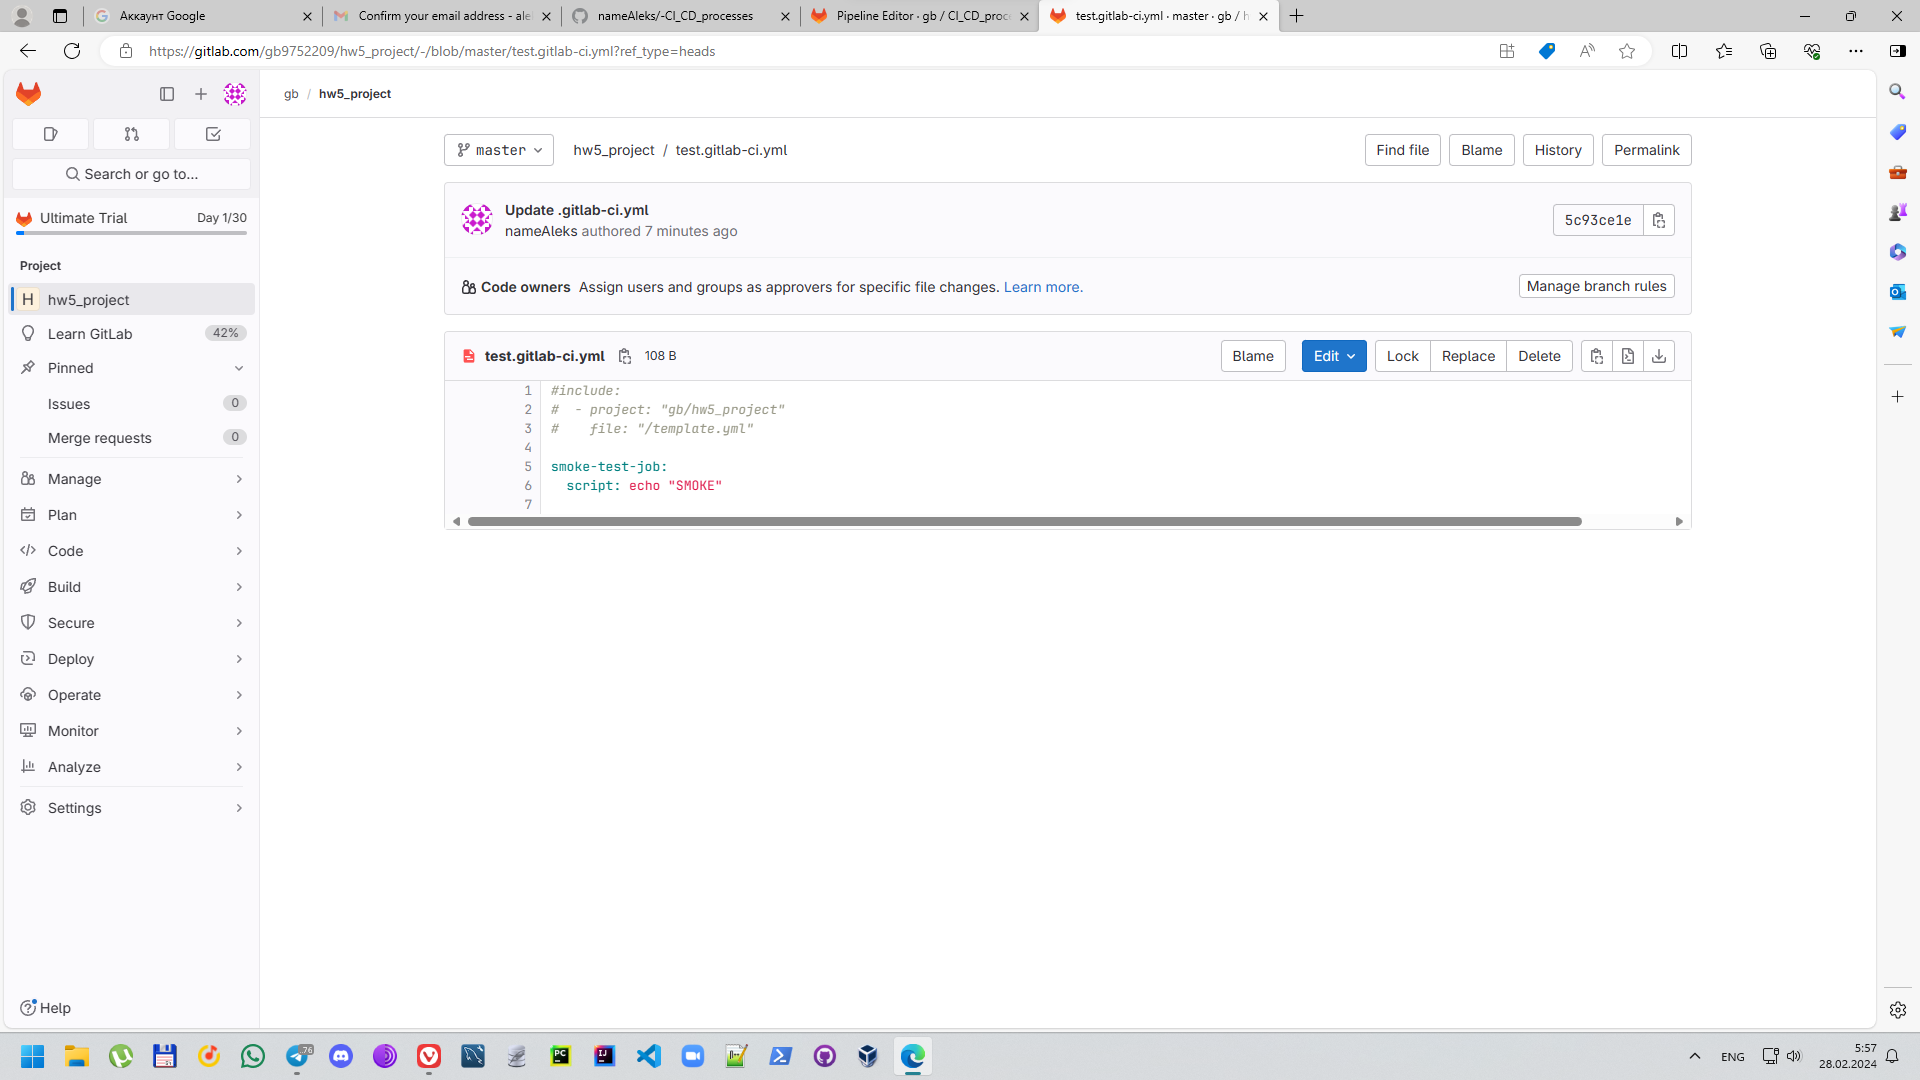 Аккаунт Google
Confirm your email address - ale
nameAleks/-CI_CD_processes
Pipeline Editor · gb / CI_CD_proc
test.gitlab-ci.yml · master · gb / h
https://gitlab.com/gb9752209/hw5_project/-/blob/master/test.gitlab-ci.yml?ref_type=heads
gb / hw5_project
Search or go to...
Ultimate Trial Day 1/30
Project
H hw5_project
Learn GitLab 42%
Pinned
Issues 0
Merge requests 0
Manage
Plan
Code
Build
Secure
Deploy
Operate
Monitor
Analyze
Settings
Help
master hw5_project / test.gitlab-ci.yml Find file Blame History Permalink
Update .gitlab-ci.yml
nameAleks authored 7 minutes ago
5c93ce1e
Code owners Assign users and groups as approvers for specific file changes. Learn more.
Manage branch rules
test.gitlab-ci.yml 108 B Blame Edit Lock Replace Delete
1 #include:
2 #  - project: "gb/hw5_project"
3 #    file: "/template.yml"
4
5 smoke-test-job:
6   script: echo "SMOKE"
7
76
PC
IJ
ENG
5:57
28.02.2024